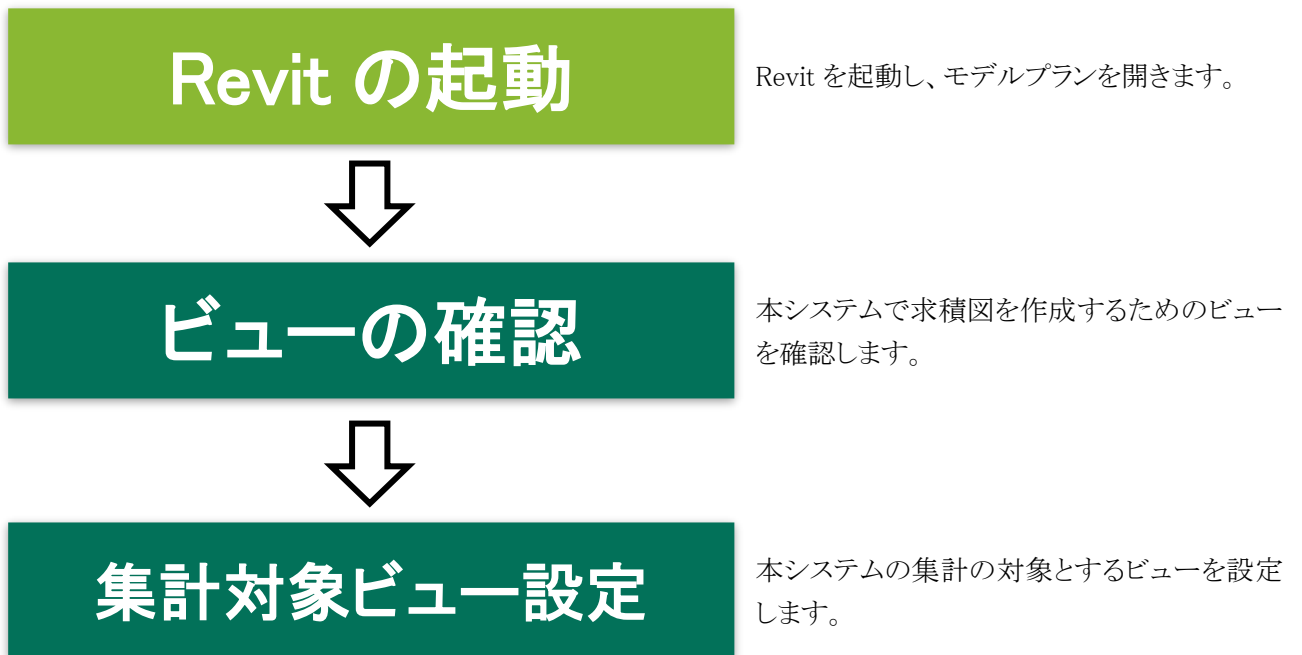 Revit の起動
Revit を起動し、モデルプランを開きます。
ビューの確認
本システムで求積図を作成するためのビュー
を確認します。
集計対象ビュー設定
本システムの集計の対象とするビューを設定
します。